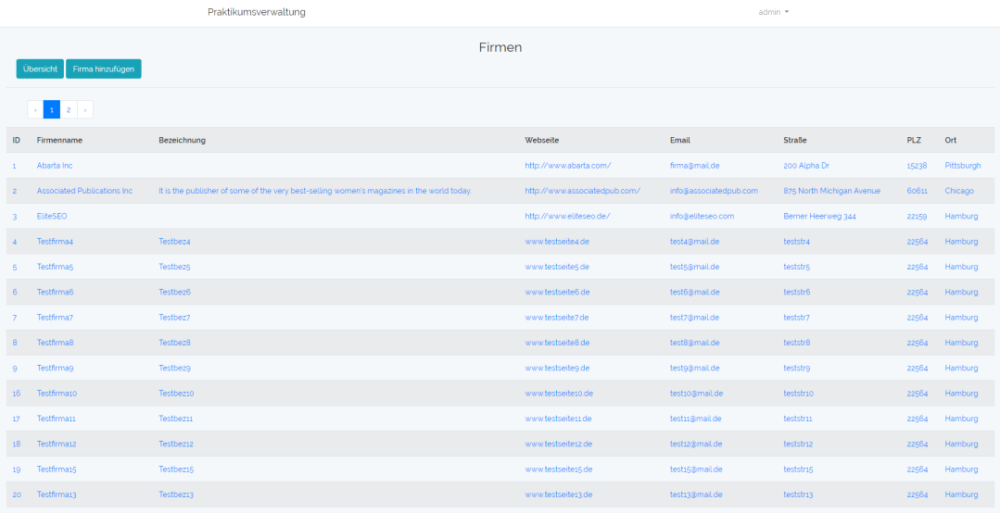 Praktikumsverwaltung admin
Firmen
Übersicht Firma hinzufügen
‹ 1 2 ›
ID Firmenname Bezeichnung Webseite Email Straße PLZ Ort
1 Abarta Inc http://www.abarta.com/ firma@mail.de 200 Alpha Dr 15238 Pittsburgh
2 Associated Publications Inc It is the publisher of some of the very best-selling women's magazines in the world today. http://www.associatedpub.com/ info@associatedpub.com 875 North Michigan Avenue 60611 Chicago
3 EliteSEO http://www.eliteseo.de/ info@eliteseo.com Berner Heerweg 344 22159 Hamburg
4 Testfirma4 Testbez4 www.testseite4.de test4@mail.de teststr4 22564 Hamburg
5 Testfirma5 Testbez5 www.testseite5.de test5@mail.de teststr5 22564 Hamburg
6 Testfirma6 Testbez6 www.testseite6.de test6@mail.de teststr6 22564 Hamburg
7 Testfirma7 Testbez7 www.testseite7.de test7@mail.de teststr7 22564 Hamburg
8 Testfirma8 Testbez8 www.testseite8.de test8@mail.de teststr8 22564 Hamburg
9 Testfirma9 Testbez9 www.testseite9.de test9@mail.de teststr9 22564 Hamburg
16 Testfirma10 Testbez10 www.testseite10.de test10@mail.de teststr10 22564 Hamburg
17 Testfirma11 Testbez11 www.testseite11.de test11@mail.de teststr11 22564 Hamburg
18 Testfirma12 Testbez12 www.testseite12.de test12@mail.de teststr12 22564 Hamburg
19 Testfirma15 Testbez15 www.testseite15.de test15@mail.de teststr15 22564 Hamburg
20 Testfirma13 Testbez13 www.testseite13.de test13@mail.de teststr13 22564 Hamburg